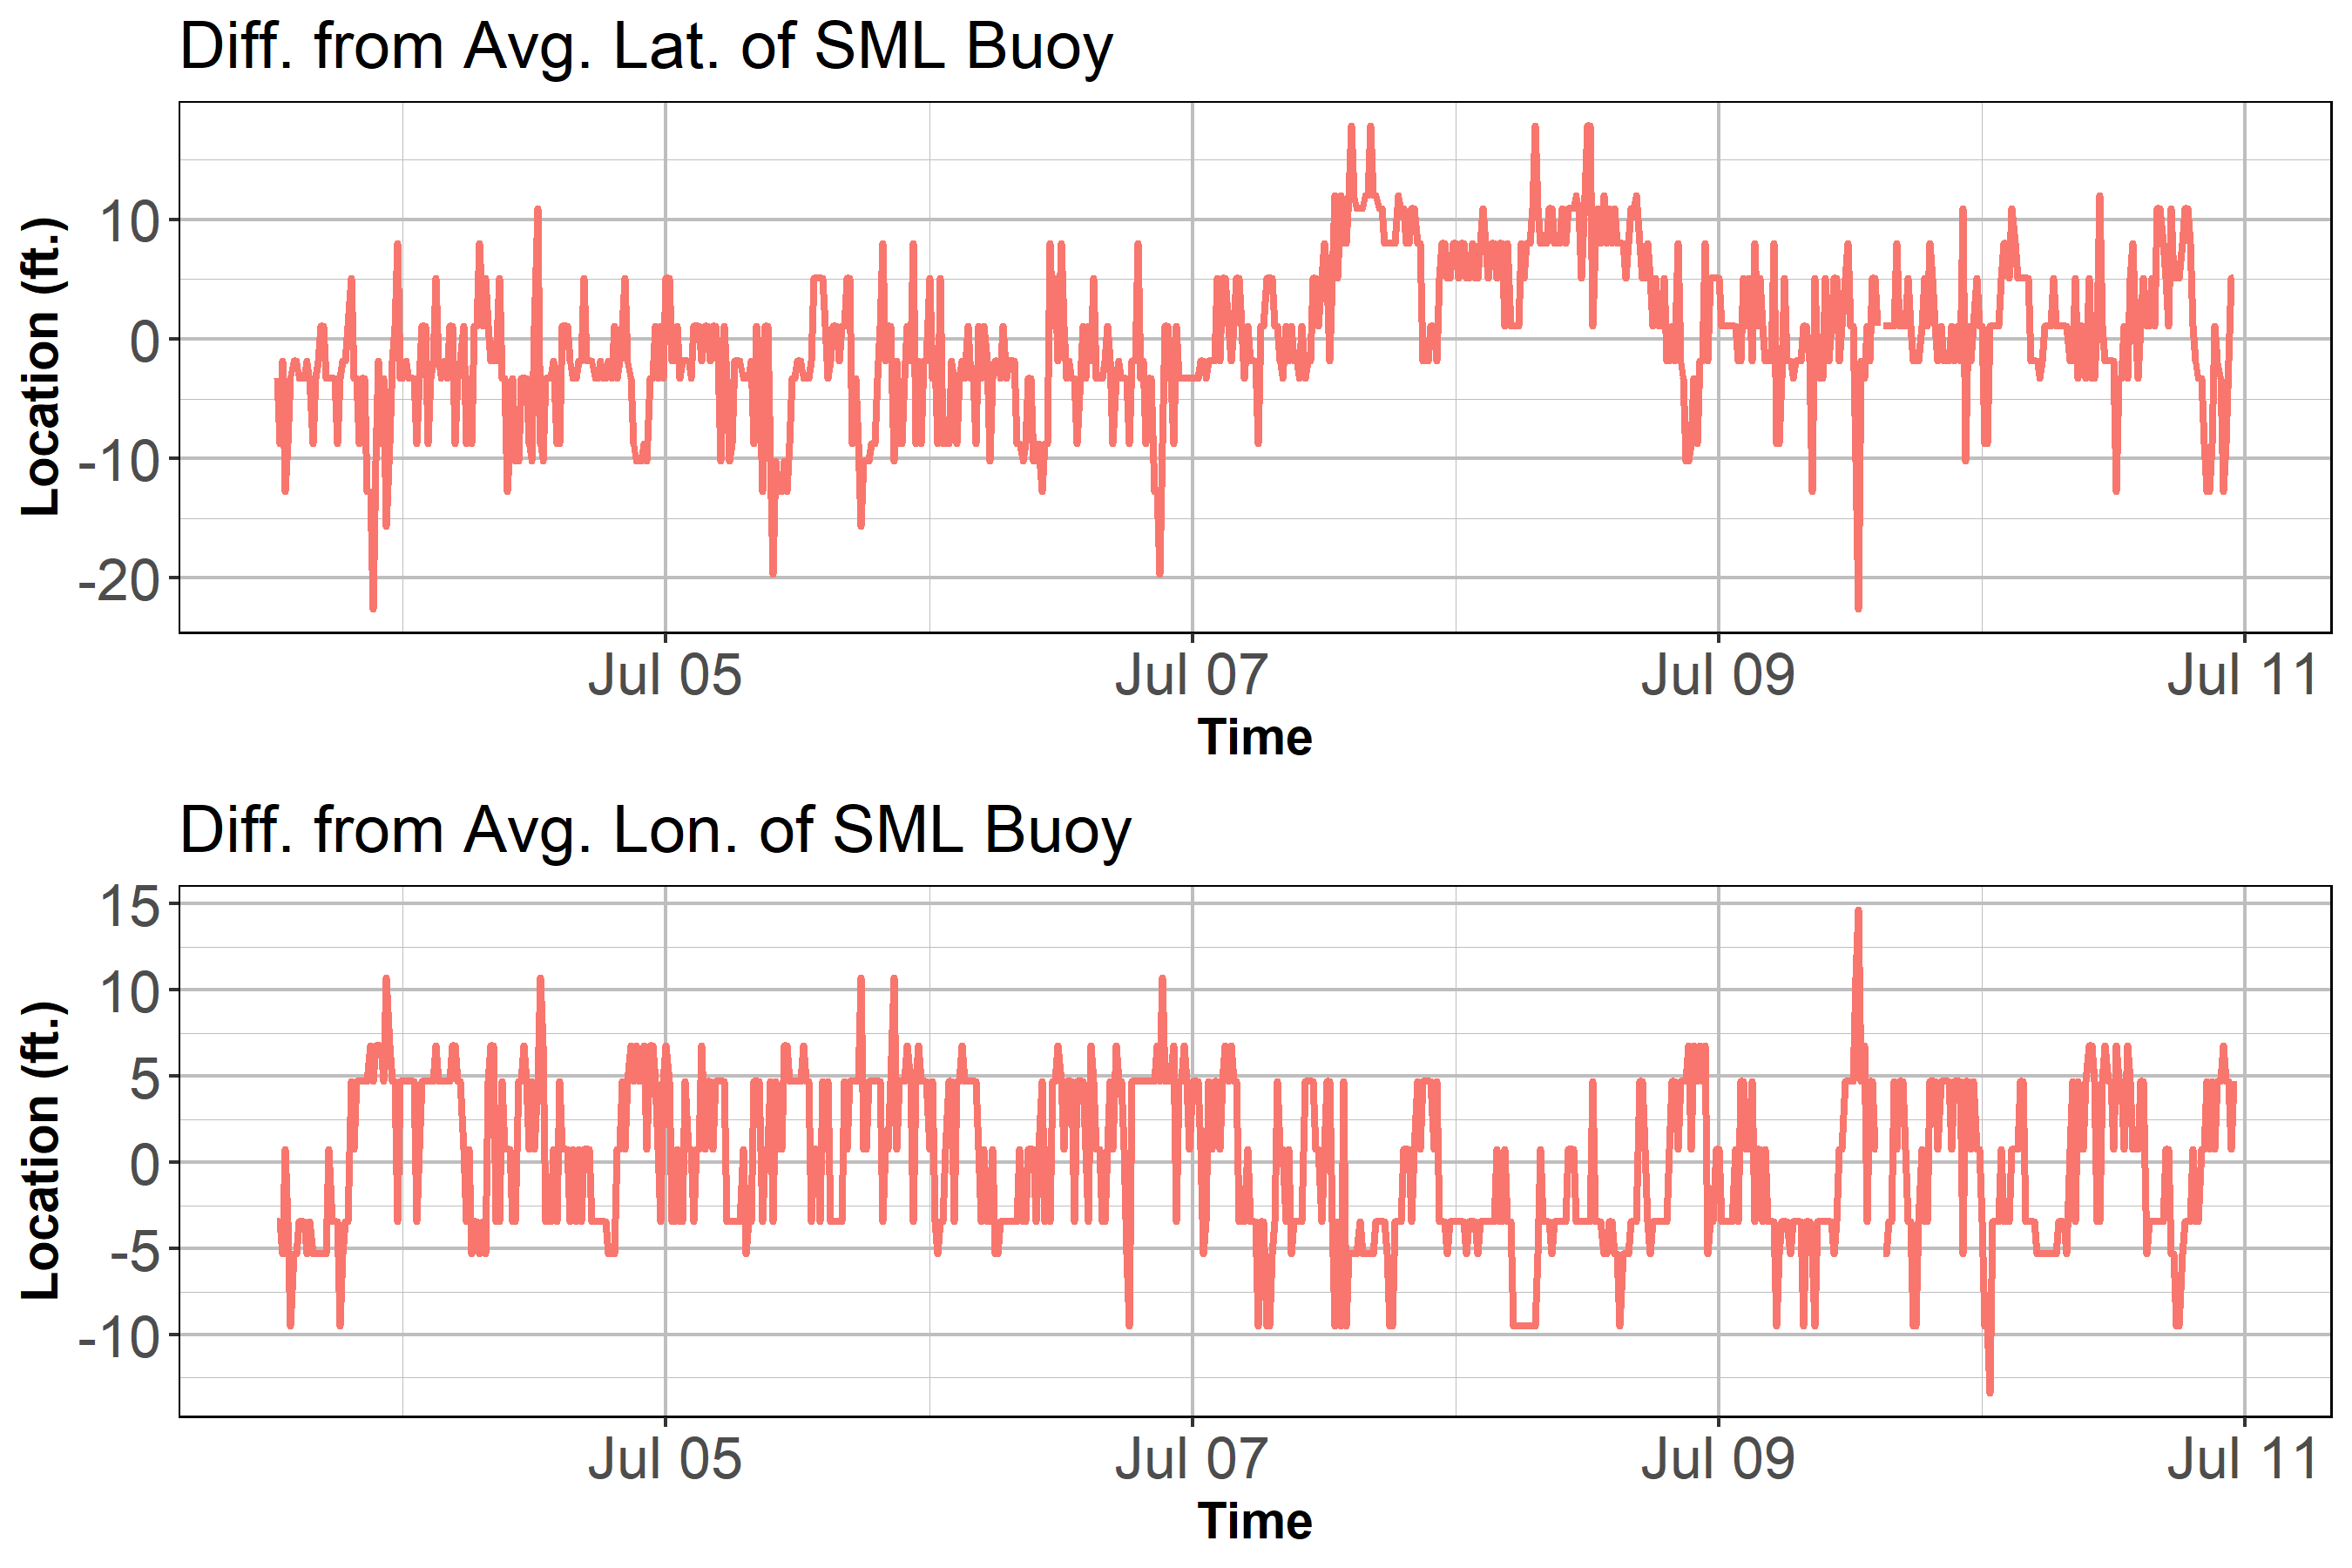 Diff. from Avg. Lat. of SML Buoy
Location (ft.)
10
0
-10
-20
Jul 05 Jul 07 Jul 09 Jul 11
Time
Diff. from Avg. Lon. of SML Buoy
Location (ft.)
15
10
5
0
-5
-10
Jul 05 Jul 07 Jul 09 Jul 11
Time